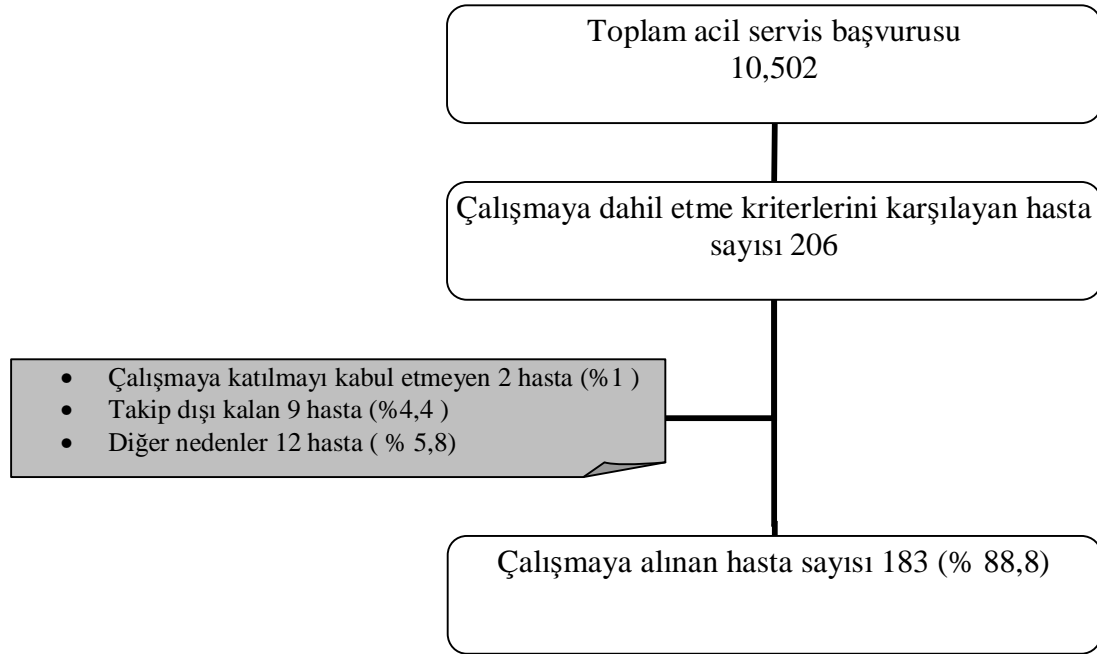 Toplam acil servis başvurusu
10,502
Çalışmaya dahil etme kriterlerini karşılayan hasta
sayısı 206
• Çalışmaya katılmayı kabul etmeyen 2 hasta (%1 )
• Takip dışı kalan 9 hasta (%4,4 )
• Diğer nedenler 12 hasta ( % 5,8)
Çalışmaya alınan hasta sayısı 183 (% 88,8)